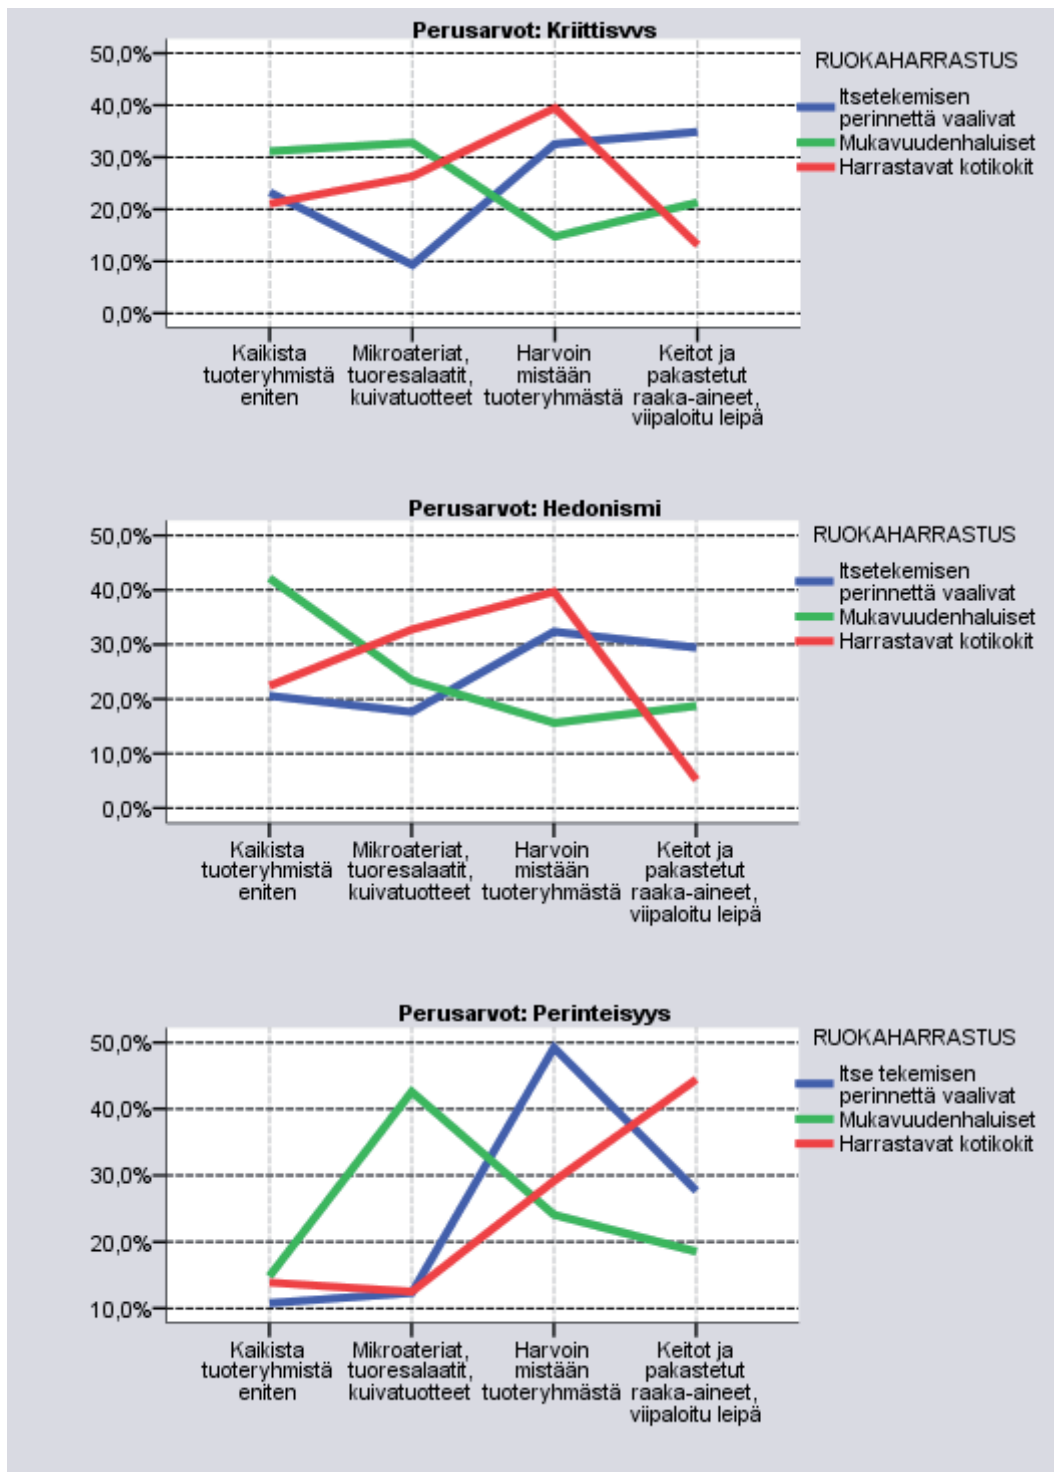 Perusarvot: Kriittisyys
50,0%
40,0%
30,0%
20,0%
10,0%
0,0%
Kaikista
tuoteryhmistä
eniten
Mikroateriat,
tuoresalaatit,
kuivatuotteet
Harvoin
mistään
tuoteryhmästä
Keitot ja
pakastetut
raaka-aineet,
viipaloitu leipä
RUOKAHARRASTUS
Itsetekemisen
perinnettä vaalivat
Mukavuudenhaluiset
Harrastavat kotikokit
Perusarvot: Hedonismi
50,0%
40,0%
30,0%
20,0%
10,0%
0,0%
Kaikista
tuoteryhmistä
eniten
Mikroateriat,
tuoresalaatit,
kuivatuotteet
Harvoin
mistään
tuoteryhmästä
Keitot ja
pakastetut
raaka-aineet,
viipaloitu leipä
RUOKAHARRASTUS
Itsetekemisen
perinnettä vaalivat
Mukavuudenhaluiset
Harrastavat kotikokit
Perusarvot: Perinteisyys
50,0%
40,0%
30,0%
20,0%
10,0%
Kaikista
tuoteryhmistä
eniten
Mikroateriat,
tuoresalaatit,
kuivatuotteet
Harvoin
mistään
tuoteryhmästä
Keitot ja
pakastetut
raaka-aineet,
viipaloitu leipä
RUOKAHARRASTUS
Itse tekemisen
perinnettä vaalivat
Mukavuudenhaluiset
Harrastavat kotikokit